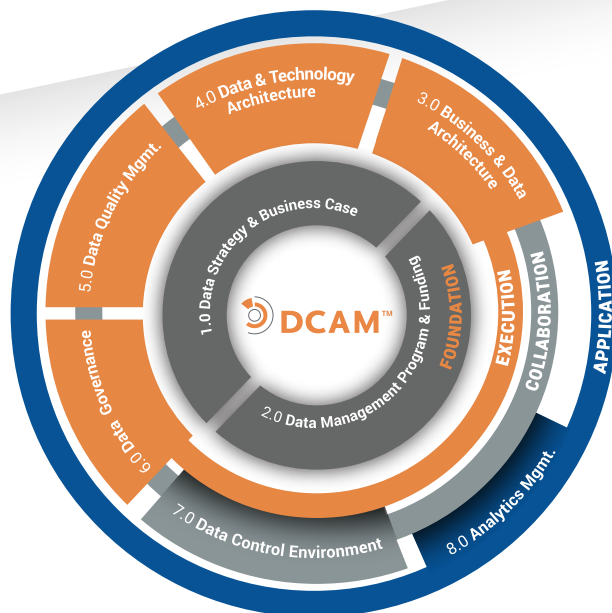 4.0 Data & Technology
Architecture
3.0 Business & Data
Architecture
5.0 Data Quality Mgmt.
1.0 Data Strategy & Business Case
DCAM™
2.0 Data Management Program & Funding
FOUNDATION
EXECUTION
COLLABORATION
APPLICATION
6.0 Data Governance
7.0 Data Control Environment
8.0 Analytics Mgmt.